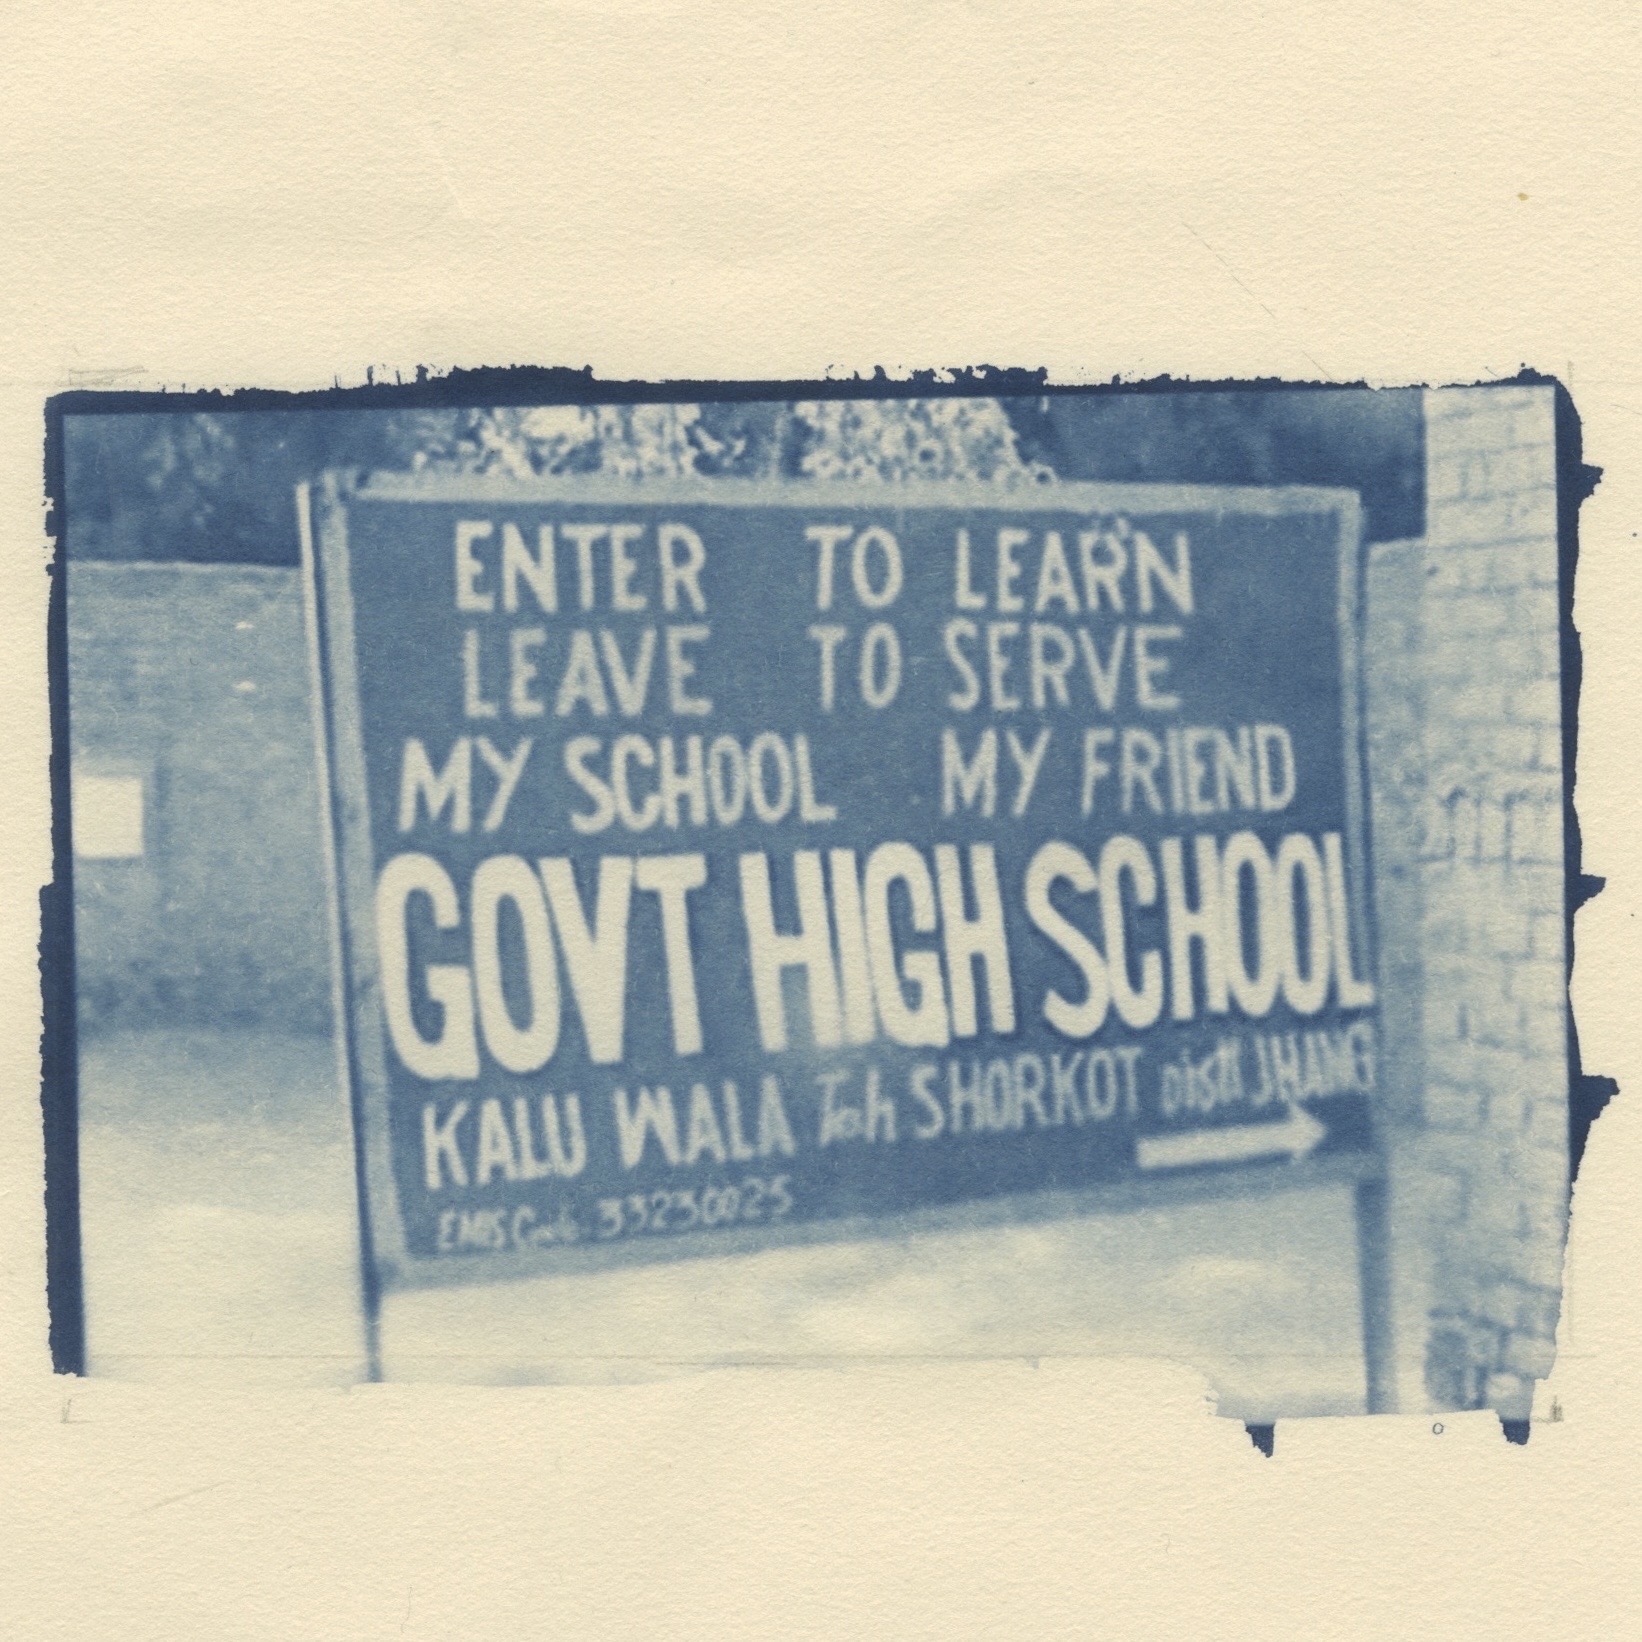 ENTER TO LEARN
LEAVE TO SERVE
MY SCHOOL MY FRIEND
GOVT HIGH SCHOOL
KALU WALA Teh SHORKOT Distt JHANG
EMIS Code 33230025